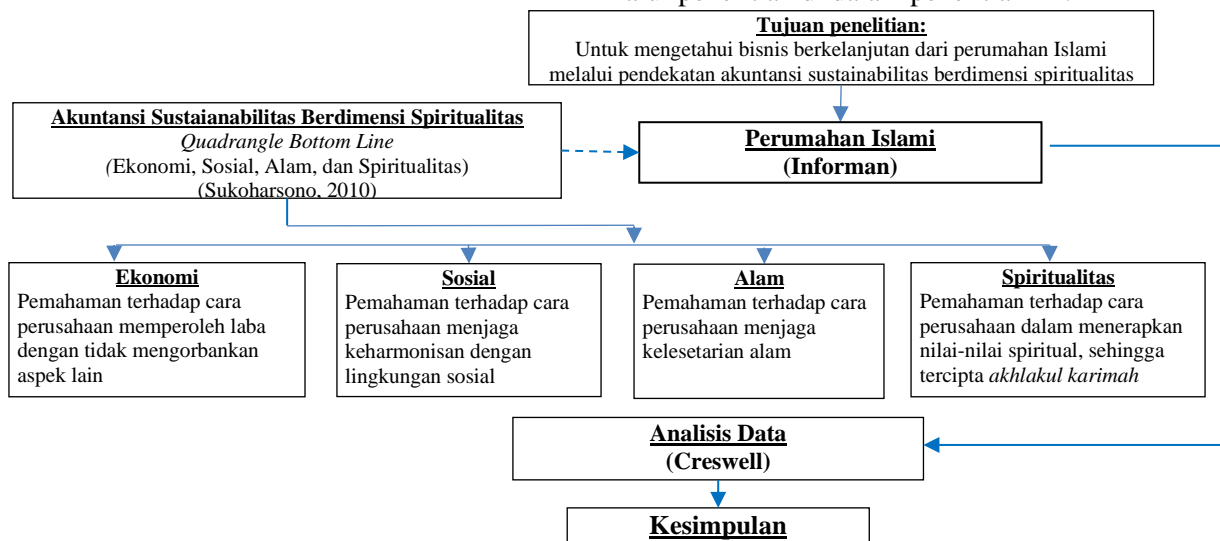 Tujuan penelitian:
Untuk mengetahui bisnis berkelanjutan dari perumahan Islami
melalui pendekatan akuntansi sustainabilitas berdimensi spiritualitas
Akuntansi Sustaianabilitas Berdimensi Spiritualitas
Quadrangle Bottom Line
(Ekonomi, Sosial, Alam, dan Spiritualitas)
(Sukoharsono, 2010)
Perumahan Islami
(Informan)
Ekonomi
Pemahaman terhadap cara
perusahaan memperoleh laba
dengan tidak mengorbankan
aspek lain
Sosial
Pemahaman terhadap cara
perusahaan menjaga
keharmonisan dengan
lingkungan sosial
Alam
Pemahaman terhadap cara
perusahaan menjaga
kelesetarian alam
Spiritualitas
Pemahaman terhadap cara
perusahaan dalam menerapkan
nilai-nilai spiritual, sehingga
tercipta akhlakul karimah
Analisis Data
(Creswell)
Kesimpulan